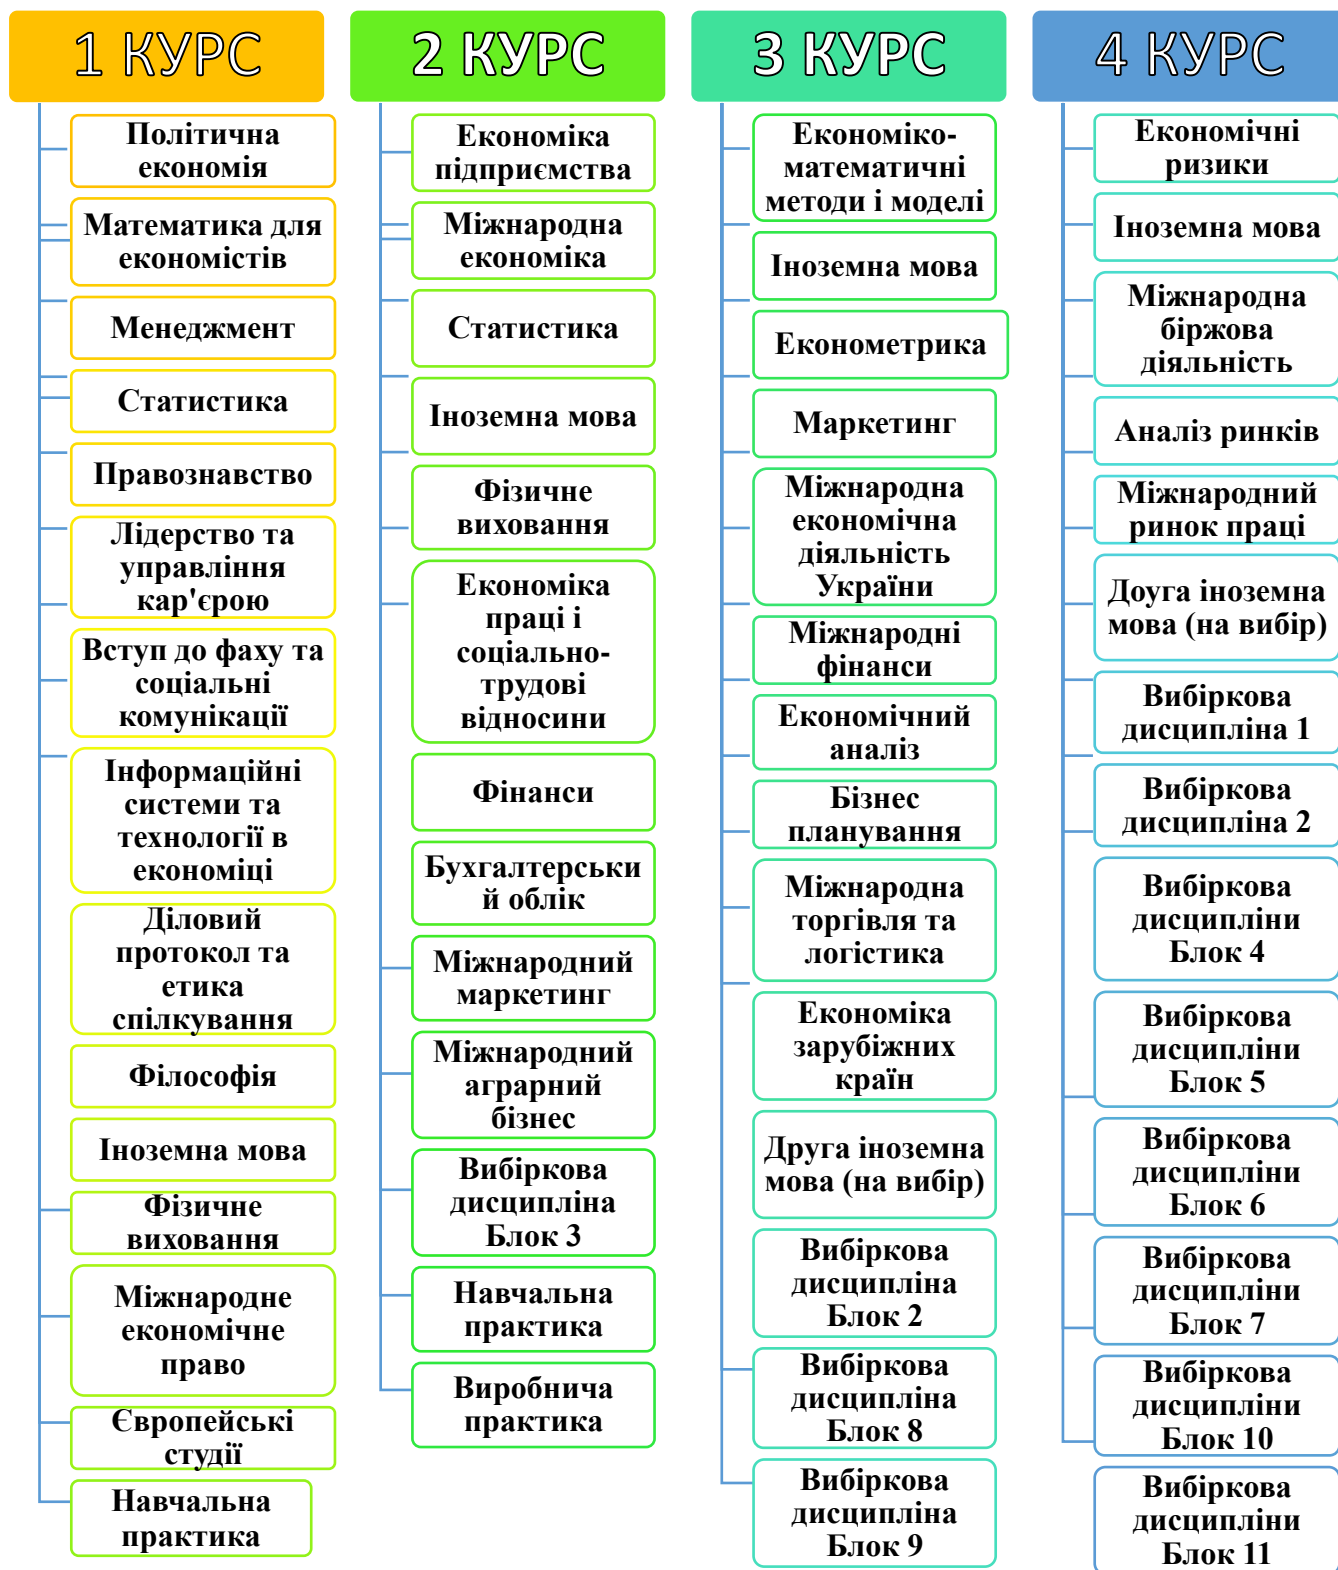 1 КУРС
Політична
економія
Математика для
економістів
Менеджмент
Статистика
Правознавство
Лідерство та
управління
кар'єрою
Вступ до фаху та
соціальні
комунікації
Інформаційні
системи та
технології в
економіці
Діловий
протокол та
етика
спілкування
Філософія
Іноземна мова
Фізичне
виховання
Міжнародне
економічне
право
Європейські
студії
Навчальна
практика
2 КУРС
Економіка
підприємства
Міжнародна
економіка
Статистика
Іноземна мова
Фізичне
виховання
Економіка
праці і
соціально-
трудові
відносини
Фінанси
Бухгалтерськи
й облік
Міжнародний
маркетинг
Міжнародний
аграрний
бізнес
Вибіркова
дисципліна
Блок 3
Навчальна
практика
Виробнича
практика
3 КУРС
Економіко-
математичні
методи і моделі
Іноземна мова
Економетрика
Маркетинг
Міжнародна
економічна
діяльність
України
Міжнародні
фінанси
Економічний
аналіз
Бізнес
планування
Міжнародна
торгівля та
логістика
Економіка
зарубіжних
країн
Друга іноземна
мова (на вибір)
Вибіркова
дисципліна
Блок 2
Вибіркова
дисципліна
Блок 8
Вибіркова
дисципліна
Блок 9
4 КУРС
Економічні
ризики
Іноземна мова
Міжнародна
біржова
діяльність
Аналіз ринків
Міжнародний
ринок праці
Доуга іноземна
мова (на вибір)
Вибіркова
дисципліна 1
Вибіркова
дисципліна 2
Вибіркова
дисципліни
Блок 4
Вибіркова
дисципліни
Блок 5
Вибіркова
дисципліни
Блок 6
Вибіркова
дисципліни
Блок 7
Вибіркова
дисципліни
Блок 10
Вибіркова
дисципліни
Блок 11